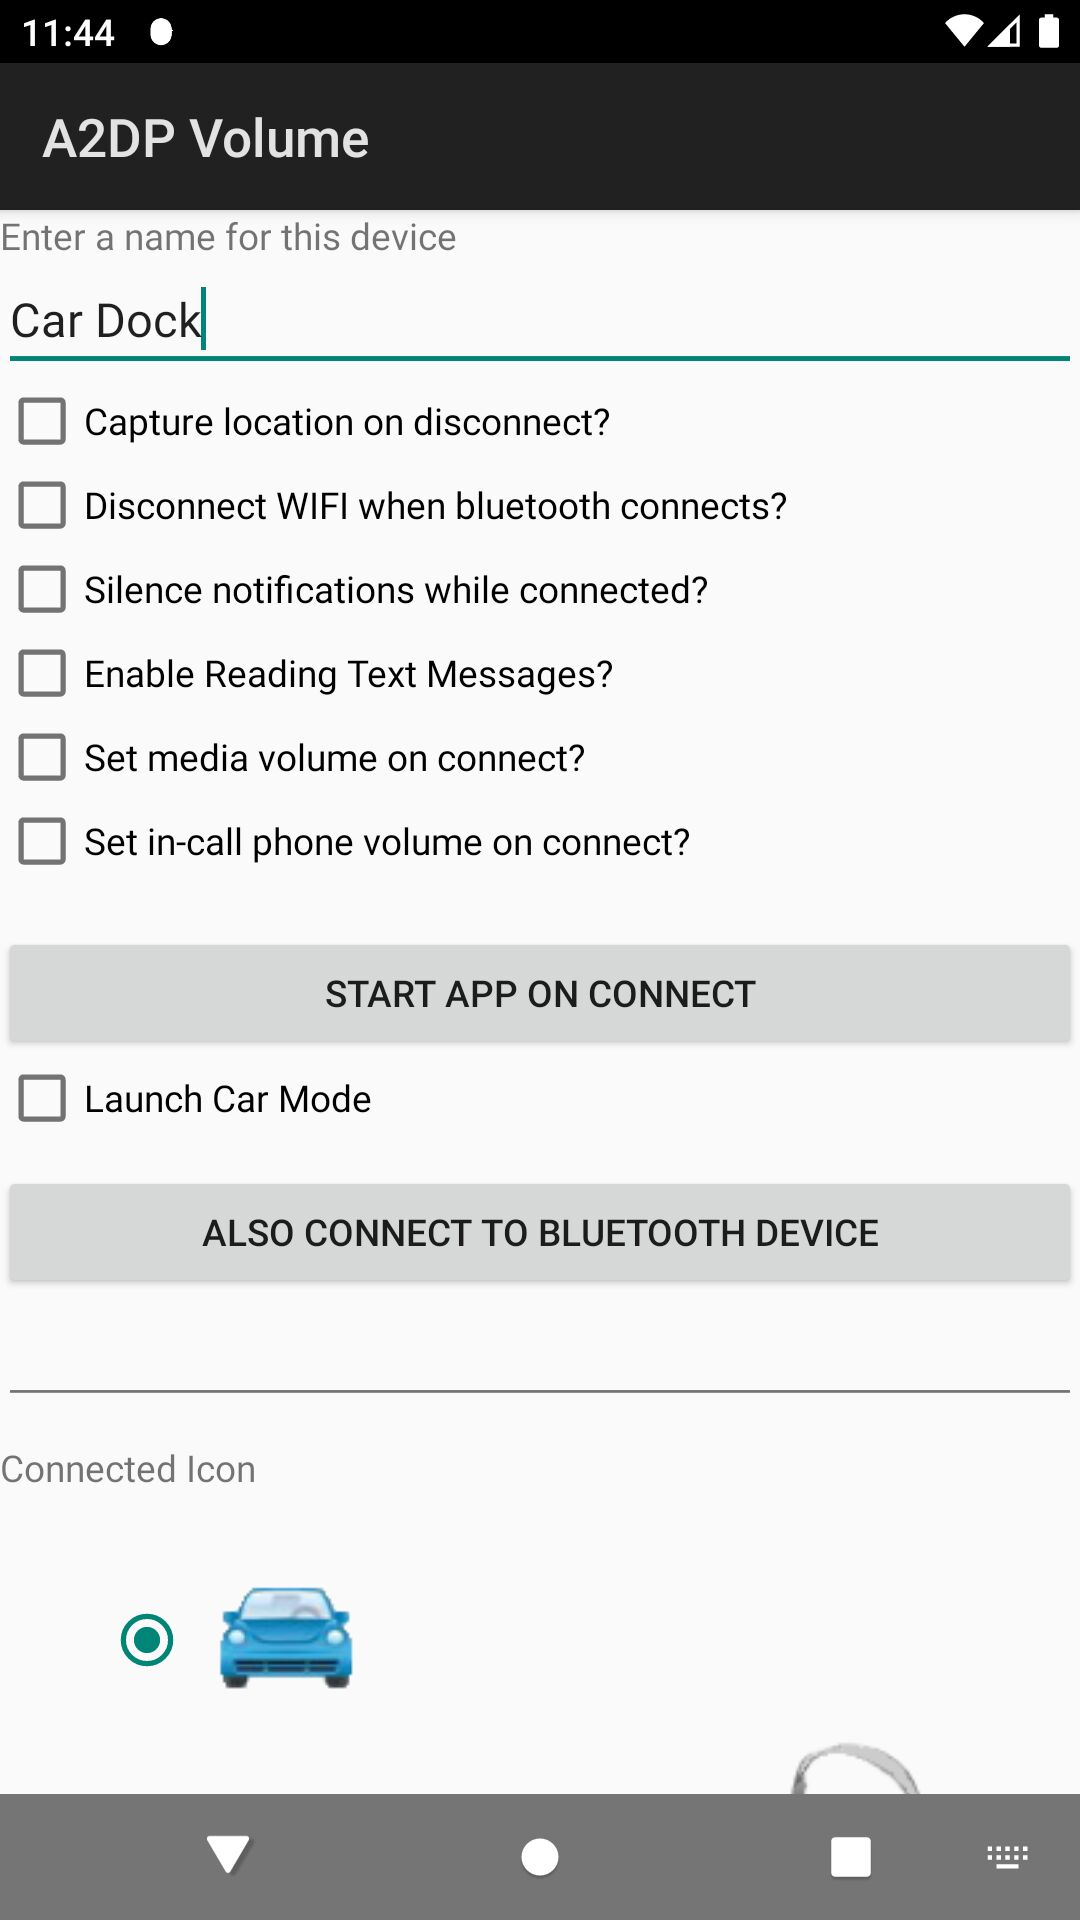 11:44
A2DP Volume
Enter a name for this device
Car Dock
Capture location on disconnect?
Disconnect WIFI when bluetooth connects?
Silence notifications while connected?
Enable Reading Text Messages?
Set media volume on connect?
Set in-call phone volume on connect?
START APP ON CONNECT
Launch Car Mode
ALSO CONNECT TO BLUETOOTH DEVICE
Connected Icon